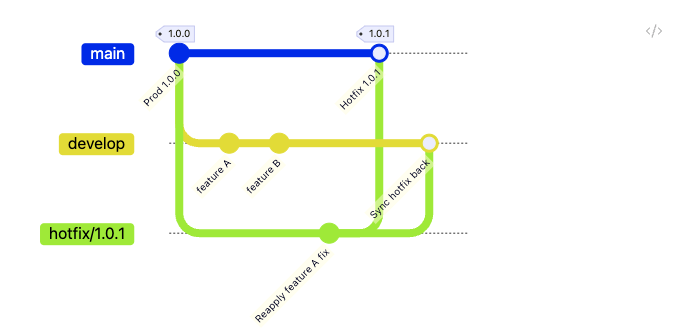 </>
1.0.0
1.0.1
main
Prod 1.0.0
Hotfix 1.0.1
develop
feature A
feature B
Sync hotfix back
hotfix/1.0.1
Reapply feature A fix